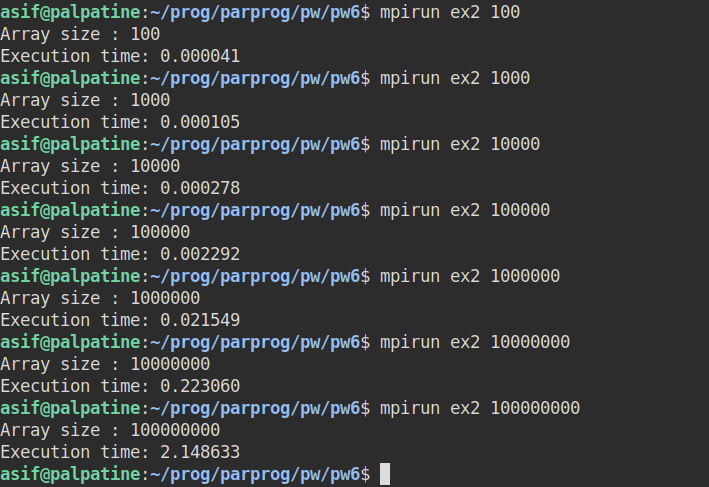 asif@palpatine:~/prog/parprog/pw/pw6$ mpirun ex2 100
Array size : 100
Execution time: 0.000041
asif@palpatine:~/prog/parprog/pw/pw6$ mpirun ex2 1000
Array size : 1000
Execution time: 0.000105
asif@palpatine:~/prog/parprog/pw/pw6$ mpirun ex2 10000
Array size : 10000
Execution time: 0.000278
asif@palpatine:~/prog/parprog/pw/pw6$ mpirun ex2 100000
Array size : 100000
Execution time: 0.002292
asif@palpatine:~/prog/parprog/pw/pw6$ mpirun ex2 1000000
Array size : 1000000
Execution time: 0.021549
asif@palpatine:~/prog/parprog/pw/pw6$ mpirun ex2 10000000
Array size : 10000000
Execution time: 0.223060
asif@palpatine:~/prog/parprog/pw/pw6$ mpirun ex2 100000000
Array size : 100000000
Execution time: 2.148633
asif@palpatine:~/prog/parprog/pw/pw6$